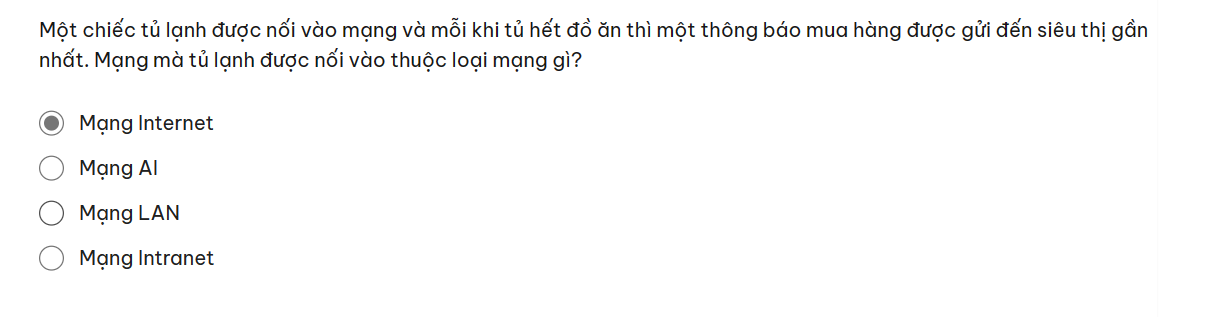 Một chiếc tủ lạnh được nối vào mạng và mỗi khi tủ hết đồ ăn thì một thông báo mua hàng được gửi đến siêu thị gần
nhất. Mạng mà tủ lạnh được nối vào thuộc loại mạng gì?
Mạng Internet
Mạng AI
Mạng LAN
Mạng Intranet